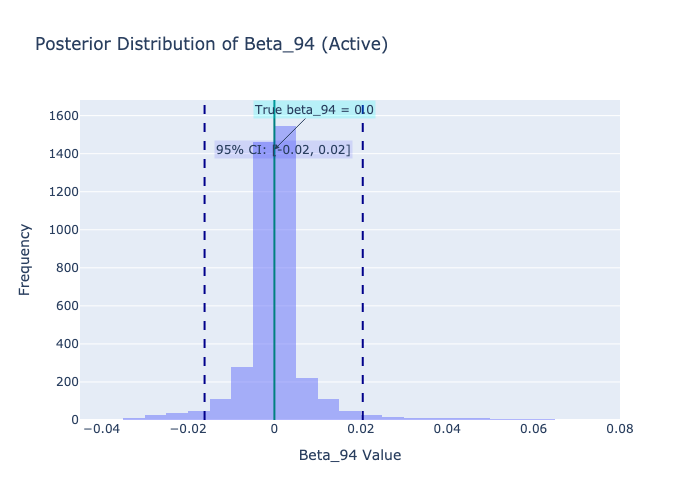 Posterior Distribution of Beta_94 (Active)
True beta_94 = 0.0
95% CI: [-0.02, 0.02]
1600
1400
1200
1000
800
600
400
200
0
Frequency
−0.04 −0.02 0 0.02 0.04 0.06 0.08
Beta_94 Value